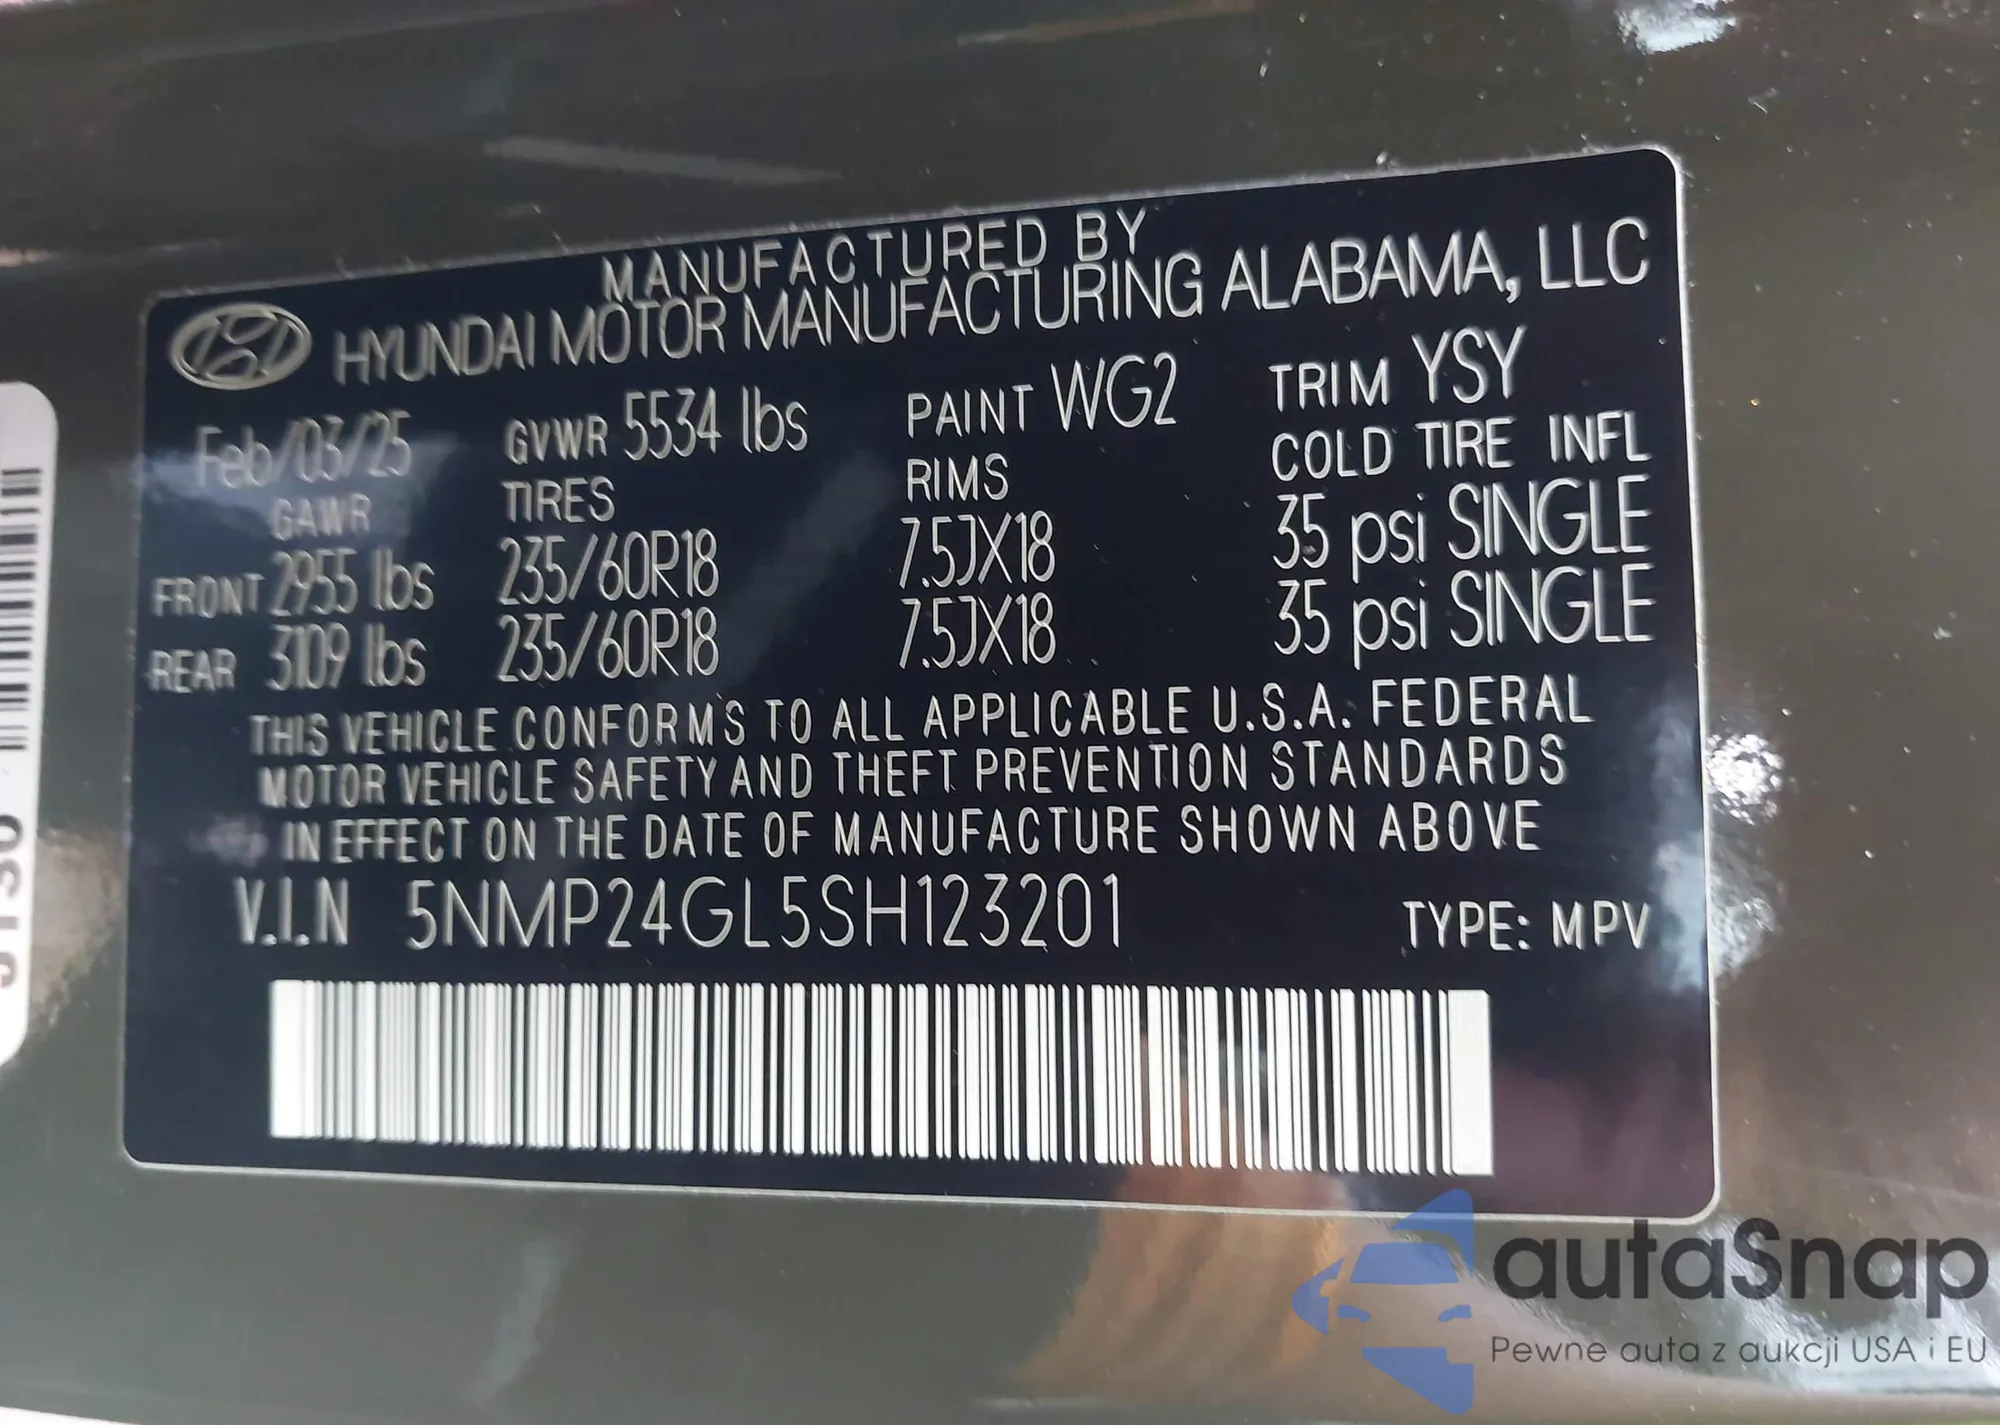 MANUFACTURED BY
HYUNDAI MOTOR MANUFACTURING ALABAMA, LLC
Feb/03/25 GVWR 5534 lbs PAINT WG2 TRIM YSY
GAWR TIRES RIMS COLD TIRE INFL
FRONT 2955 lbs 235/60R18 7.5JX18 35 psi SINGLE
REAR 3109 lbs 235/60R18 7.5JX18 35 psi SINGLE
THIS VEHICLE CONFORMS TO ALL APPLICABLE U.S.A. FEDERAL
MOTOR VEHICLE SAFETY AND THEFT PREVENTION STANDARDS
IN EFFECT ON THE DATE OF MANUFACTURE SHOWN ABOVE
V.I.N 5NMP24GL5SH123201 TYPE: MPV
autaSnap
Pewne auta z aukcji USA i EU